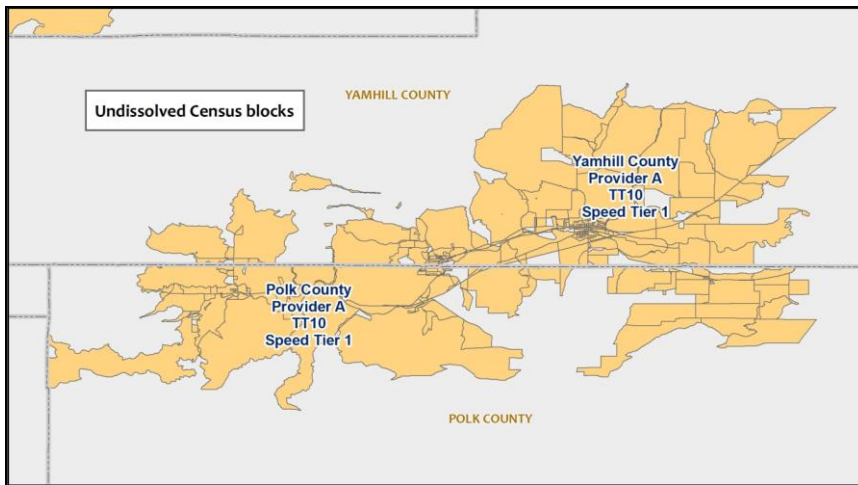 YAMHILL COUNTY
Undissolved Census blocks
Yamhill County
Provider A
TT10
Speed Tier 1
Polk County
Provider A
TT10
Speed Tier 1
POLK COUNTY